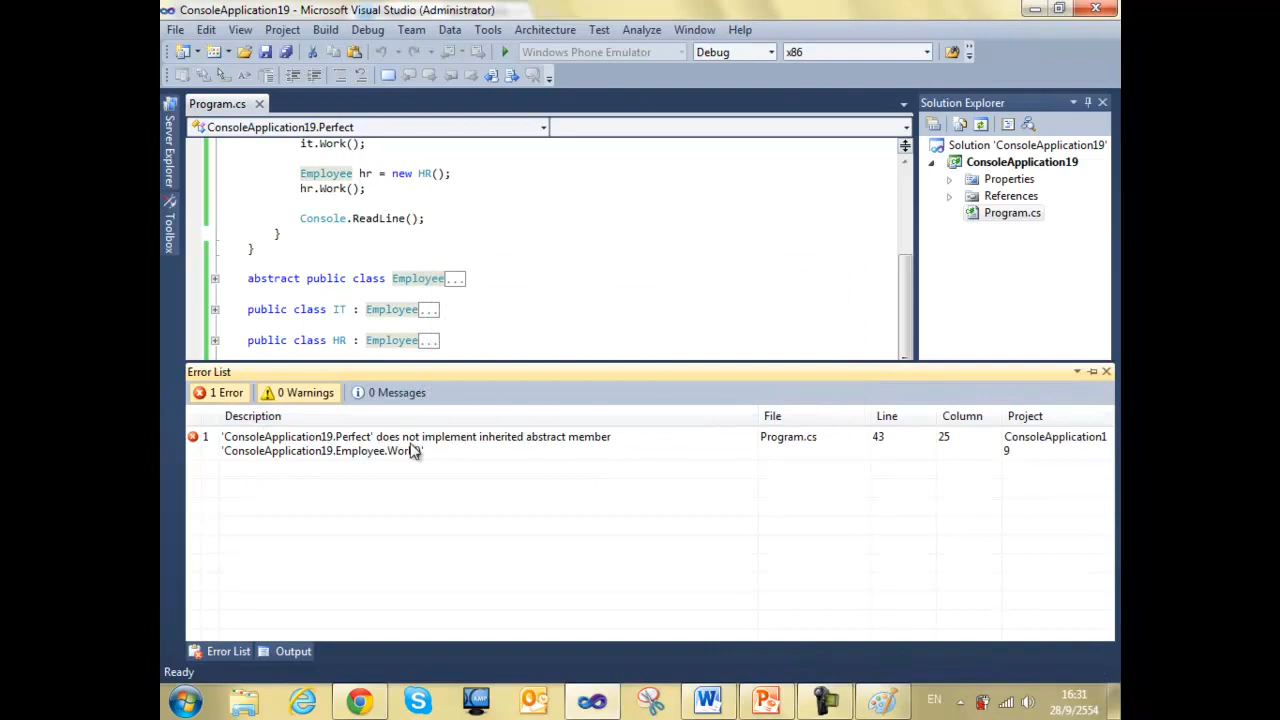 ConsoleApplication19 - Microsoft Visual Studio (Administrator)
File Edit View Project Build Debug Team Data Tools Architecture Test Analyze Window Help
Windows Phone Emulator Debug x86
Program.cs
Solution Explorer
ConsoleApplication19.Perfect
Server Explorer
Toolbox
it.Work();
Employee hr = new HR();
hr.Work();
Console.ReadLine();
}
}
abstract public class Employee...
public class IT : Employee...
public class HR : Employee...
Solution 'ConsoleApplication19'
ConsoleApplication19
Properties
References
Program.cs
Error List
1 Error 0 Warnings 0 Messages
Description File Line Column Project
1 'ConsoleApplication19.Perfect' does not implement inherited abstract member Program.cs 43 25 ConsoleApplication1
'ConsoleApplication19.Employee. 9
Error List Output
Ready
EN 16:31
28/9/2554